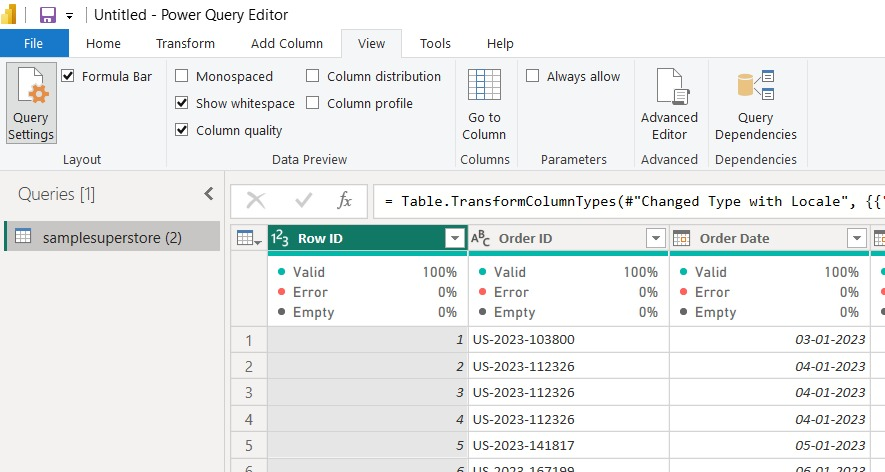 Untitled - Power Query Editor
File Home Transform Add Column View Tools Help
Formula Bar
Monospaced
Column distribution
Always allow
Show whitespace
Column profile
Column quality
Query Settings
Go to Column
Advanced Editor
Query Dependencies
Layout Data Preview Columns Parameters Advanced Dependencies
Queries [1]
fx = Table.TransformColumnTypes(#"Changed Type with Locale", {{"
samplesuperstore (2)
123 Row ID ABC Order ID Order Date
Valid 100% Valid 100% Valid 100%
Error 0% Error 0% Error 0%
Empty 0% Empty 0% Empty 0%
1 1 US-2023-103800 03-01-2023
2 2 US-2023-112326 04-01-2023
3 3 US-2023-112326 04-01-2023
4 4 US-2023-112326 04-01-2023
5 5 US-2023-141817 05-01-2023
6 6 US-2023-167199 06-01-2023